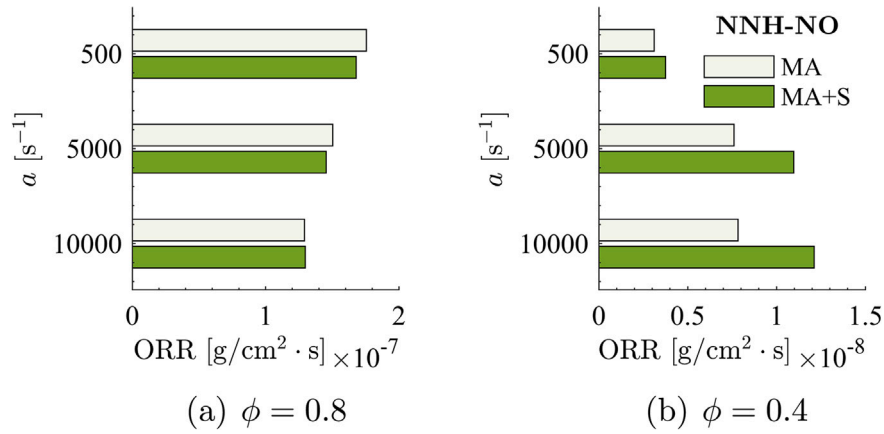 NNH-NO
MA
MA+S
500
5000
10000
a [s⁻¹]
0 1 2
ORR [g/cm² · s] ×10⁻⁷
(a) ϕ = 0.8
500
5000
10000
a [s⁻¹]
0 0.5 1 1.5
ORR [g/cm² · s] ×10⁻⁸
(b) ϕ = 0.4